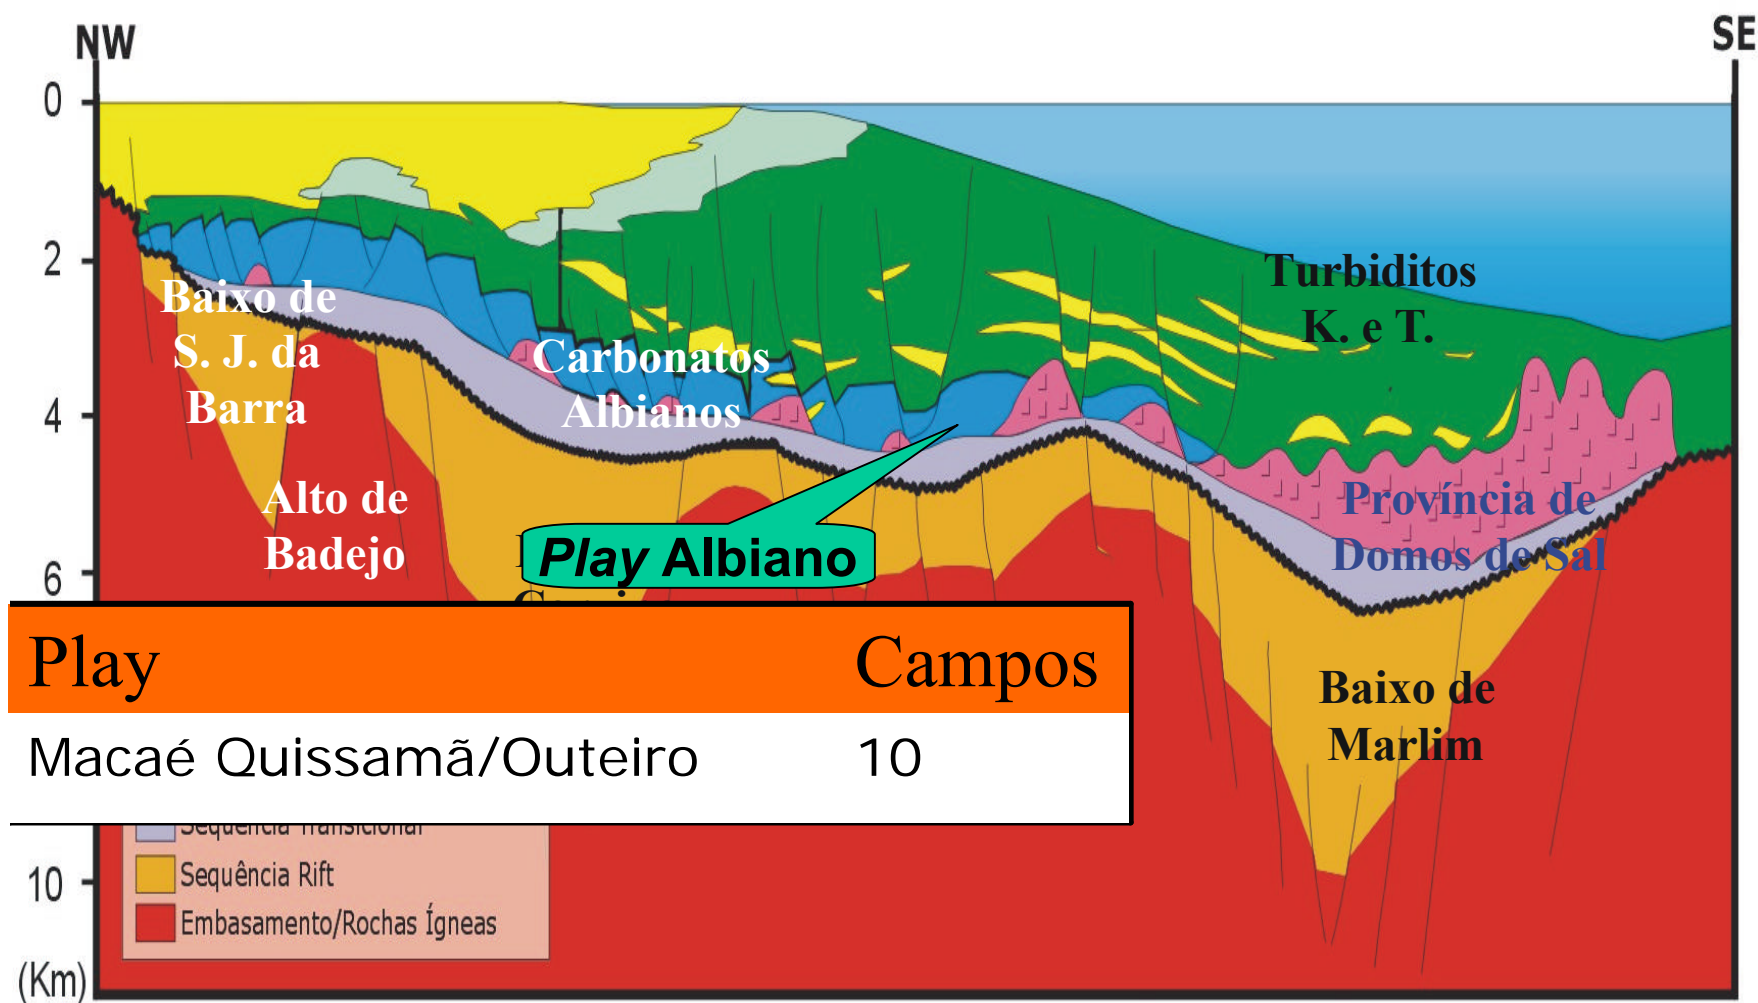 NW
SE
0
2
4
6
10
(Km)
Baixo de
S. J. da
Barra
Alto de
Badejo
Carbonatos
Albianos
Turbiditos
K. e T.
Província de
Domos de Sal
Baixo de
Marlim
Play Albiano
Play Campos
Macaé Quissamã/Outeiro 10
Sequência Transicional
Sequência Rift
Embasamento/Rochas Ígneas